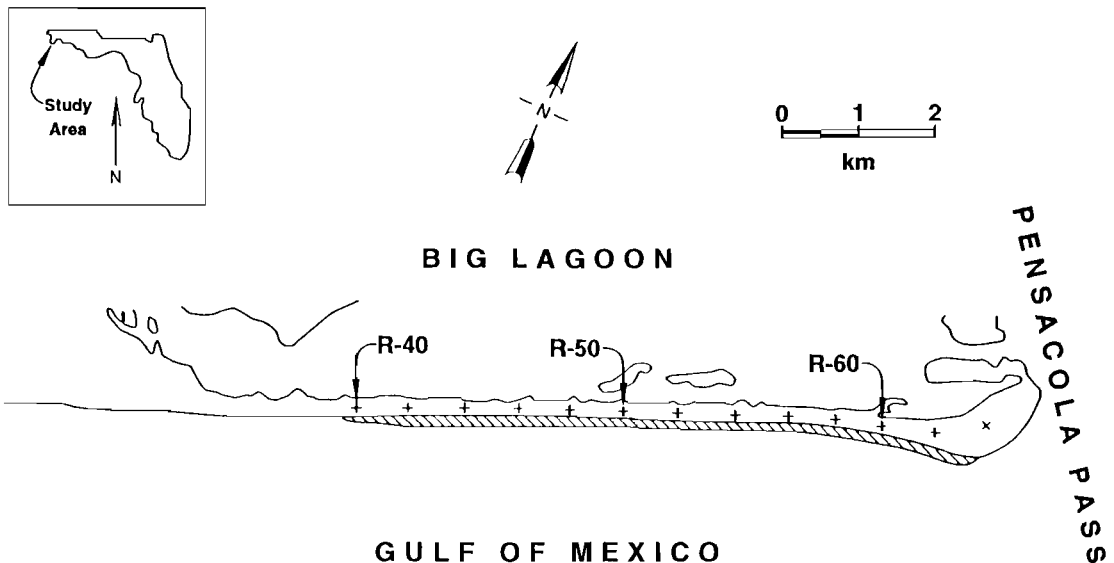 Study
Area
N
N
0 1 2
km
BIG LAGOON
PENSACOLA PASS
R-40
R-50
R-60
GULF OF MEXICO